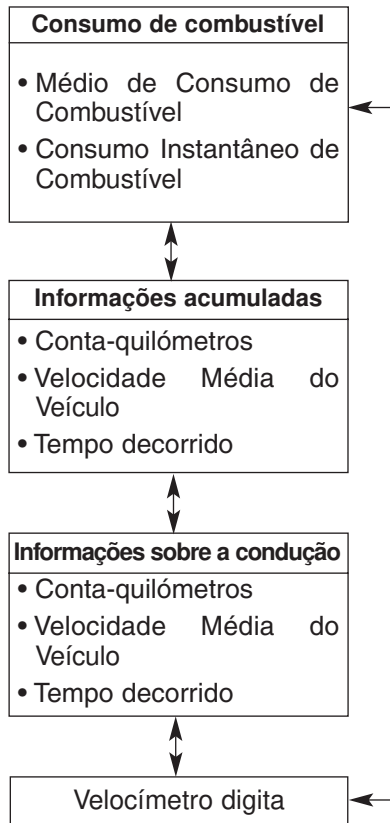 Consumo de combustível
• Médio de Consumo de
Combustível
• Consumo Instantâneo de
Combustível
Informações acumuladas
• Conta-quilómetros
• Velocidade Média do
Veículo
• Tempo decorrido
Informações sobre a condução
• Conta-quilómetros
• Velocidade Média do
Veículo
• Tempo decorrido
Velocímetro digita